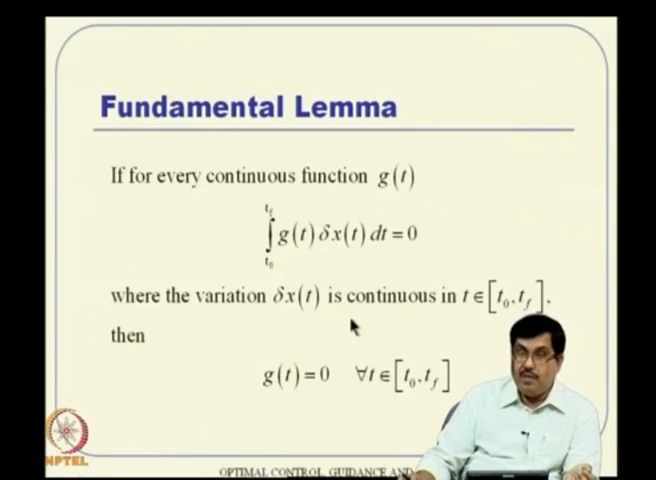 Fundamental Lemma
If for every continuous function g(t)
∫_{t_0}^{t_f} g(t) δx(t) dt = 0
where the variation δx(t) is continuous in t ∈ [t_0, t_f],
then
g(t) = 0 ∀t ∈ [t_0, t_f]
NPTEL
OPTIMAL CONTROL, GUIDANCE AND